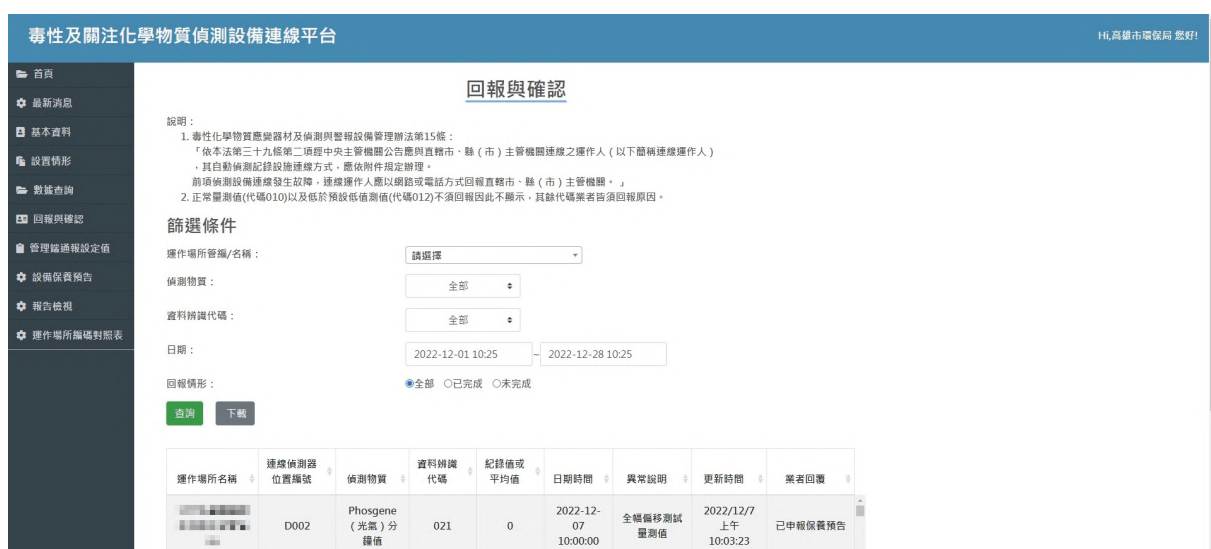 毒性及關注化學物質偵測設備連線平台
Hi,高雄市環保局 您好!
首頁
最新消息
基本資料
設置情形
數據查詢
回報與確認
管理端通報設定值
設備保養預告
報告檢視
運作場所編碼對照表
回報與確認
說明：
1. 毒性化學物質應變器材及偵測與警報設備管理辦法第15條：
「依本法第三十九條第二項經中央主管機關公告應與直轄市、縣（市）主管機關連線之運作人（以下簡稱連線運作人）
，其自動偵測記錄設施連線方式，應依附件規定辦理。
前項偵測設備連線發生故障，連線運作人應以網路或電話方式回報直轄市、縣（市）主管機關。」
2. 正常量測值(代碼010)以及低於預設低值測值(代碼012)不須回報因此不顯示，其餘代碼業者皆須回報原因。
篩選條件
運作場所管編/名稱：
請選擇
偵測物質：
全部
資料辨識代碼：
全部
日期：
2022-12-01 10:25 ~ 2022-12-28 10:25
回報情形：
全部 已完成 未完成
查詢 下載
運作場所名稱 連線偵測器位置編號 偵測物質 資料辨識代碼 紀錄值或平均值 日期時間 異常說明 更新時間 業者回覆
D002 Phosgene（光氣）分鐘值 021 0 2022-12-07 10:00:00 全幅偏移測試量測值 2022/12/7 上午 10:03:23 已申報保養預告